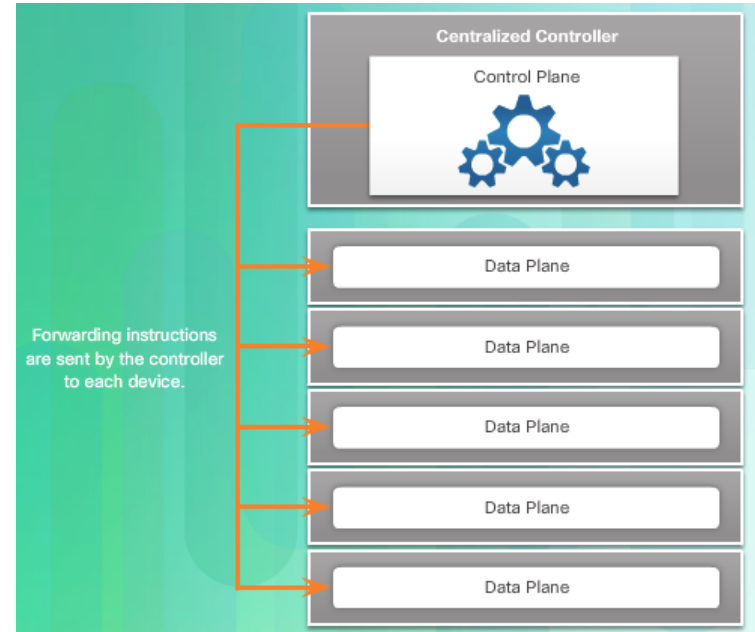 Centralized Controller
Control Plane
Data Plane
Data Plane
Forwarding instructions
are sent by the controller
to each device.
Data Plane
Data Plane
Data Plane